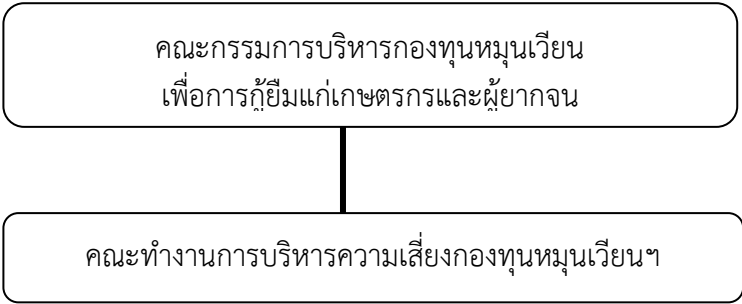 คณะกรรมการบริหารกองทุนหมุนเวียน
เพื่อการกู้ยืมแก่เกษตรกรและผู้ยากจน
คณะทำงานการบริหารความเสี่ยงกองทุนหมุนเวียนฯ